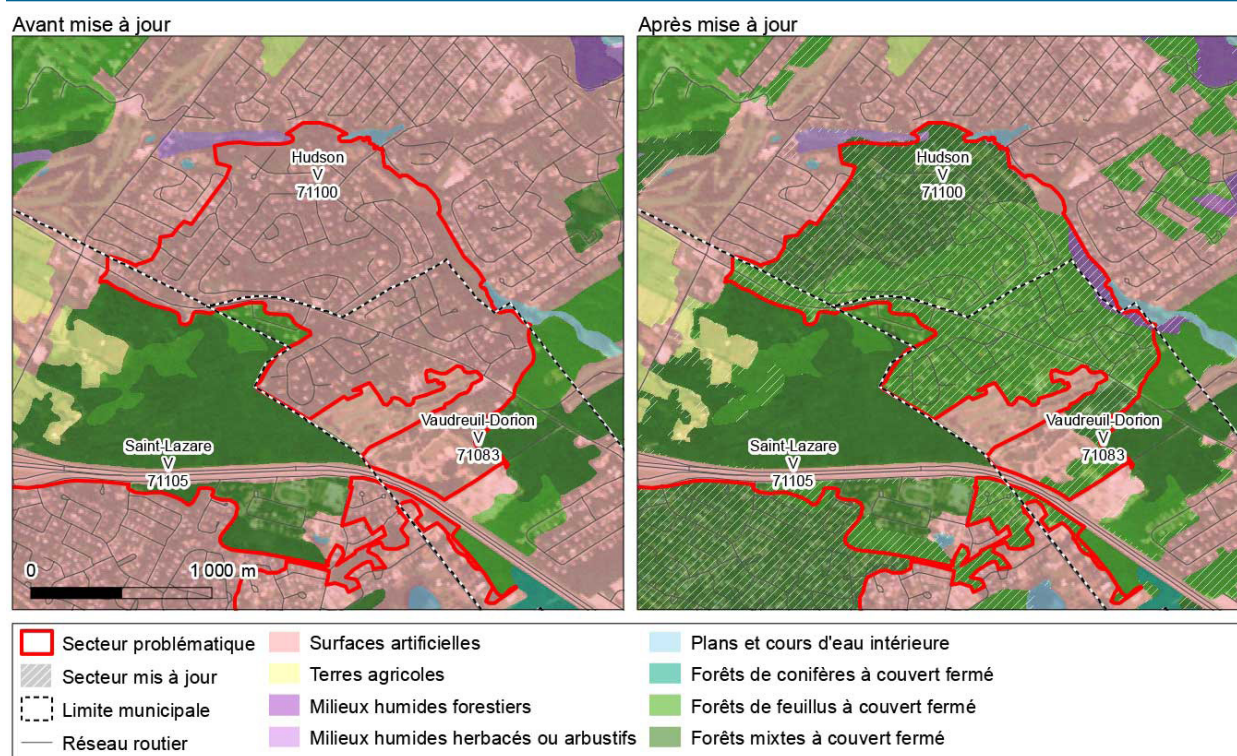 Avant mise à jour
Hudson
V
71100
Vaudreuil-Dorion
V
71083
Saint-Lazare
V
71105
0 1 000 m
Après mise à jour
Hudson
V
71100
Vaudreuil-Dorion
V
71083
Saint-Lazare
V
71105
Secteur problématique
Secteur mis à jour
Limite municipale
Réseau routier
Surfaces artificielles
Terres agricoles
Milieux humides forestiers
Milieux humides herbacés ou arbustifs
Plans et cours d'eau intérieure
Forêts de conifères à couvert fermé
Forêts de feuillus à couvert fermé
Forêts mixtes à couvert fermé